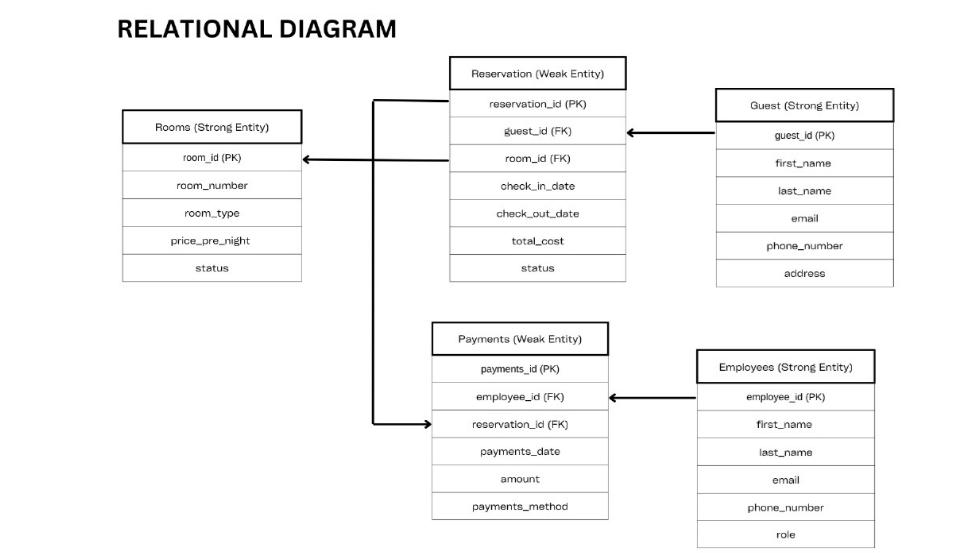 RELATIONAL DIAGRAM
Rooms (Strong Entity)
room_id (PK)
room_number
room_type
price_pre_night
status
Reservation (Weak Entity)
reservation_id (PK)
guest_id (FK)
room_id (FK)
check_in_date
check_out_date
total_cost
status
Guest (Strong Entity)
guest_id (PK)
first_name
last_name
email
phone_number
address
Payments (Weak Entity)
payments_id (PK)
employee_id (FK)
reservation_id (FK)
payments_date
amount
payments_method
Employees (Strong Entity)
employee_id (PK)
first_name
last_name
email
phone_number
role